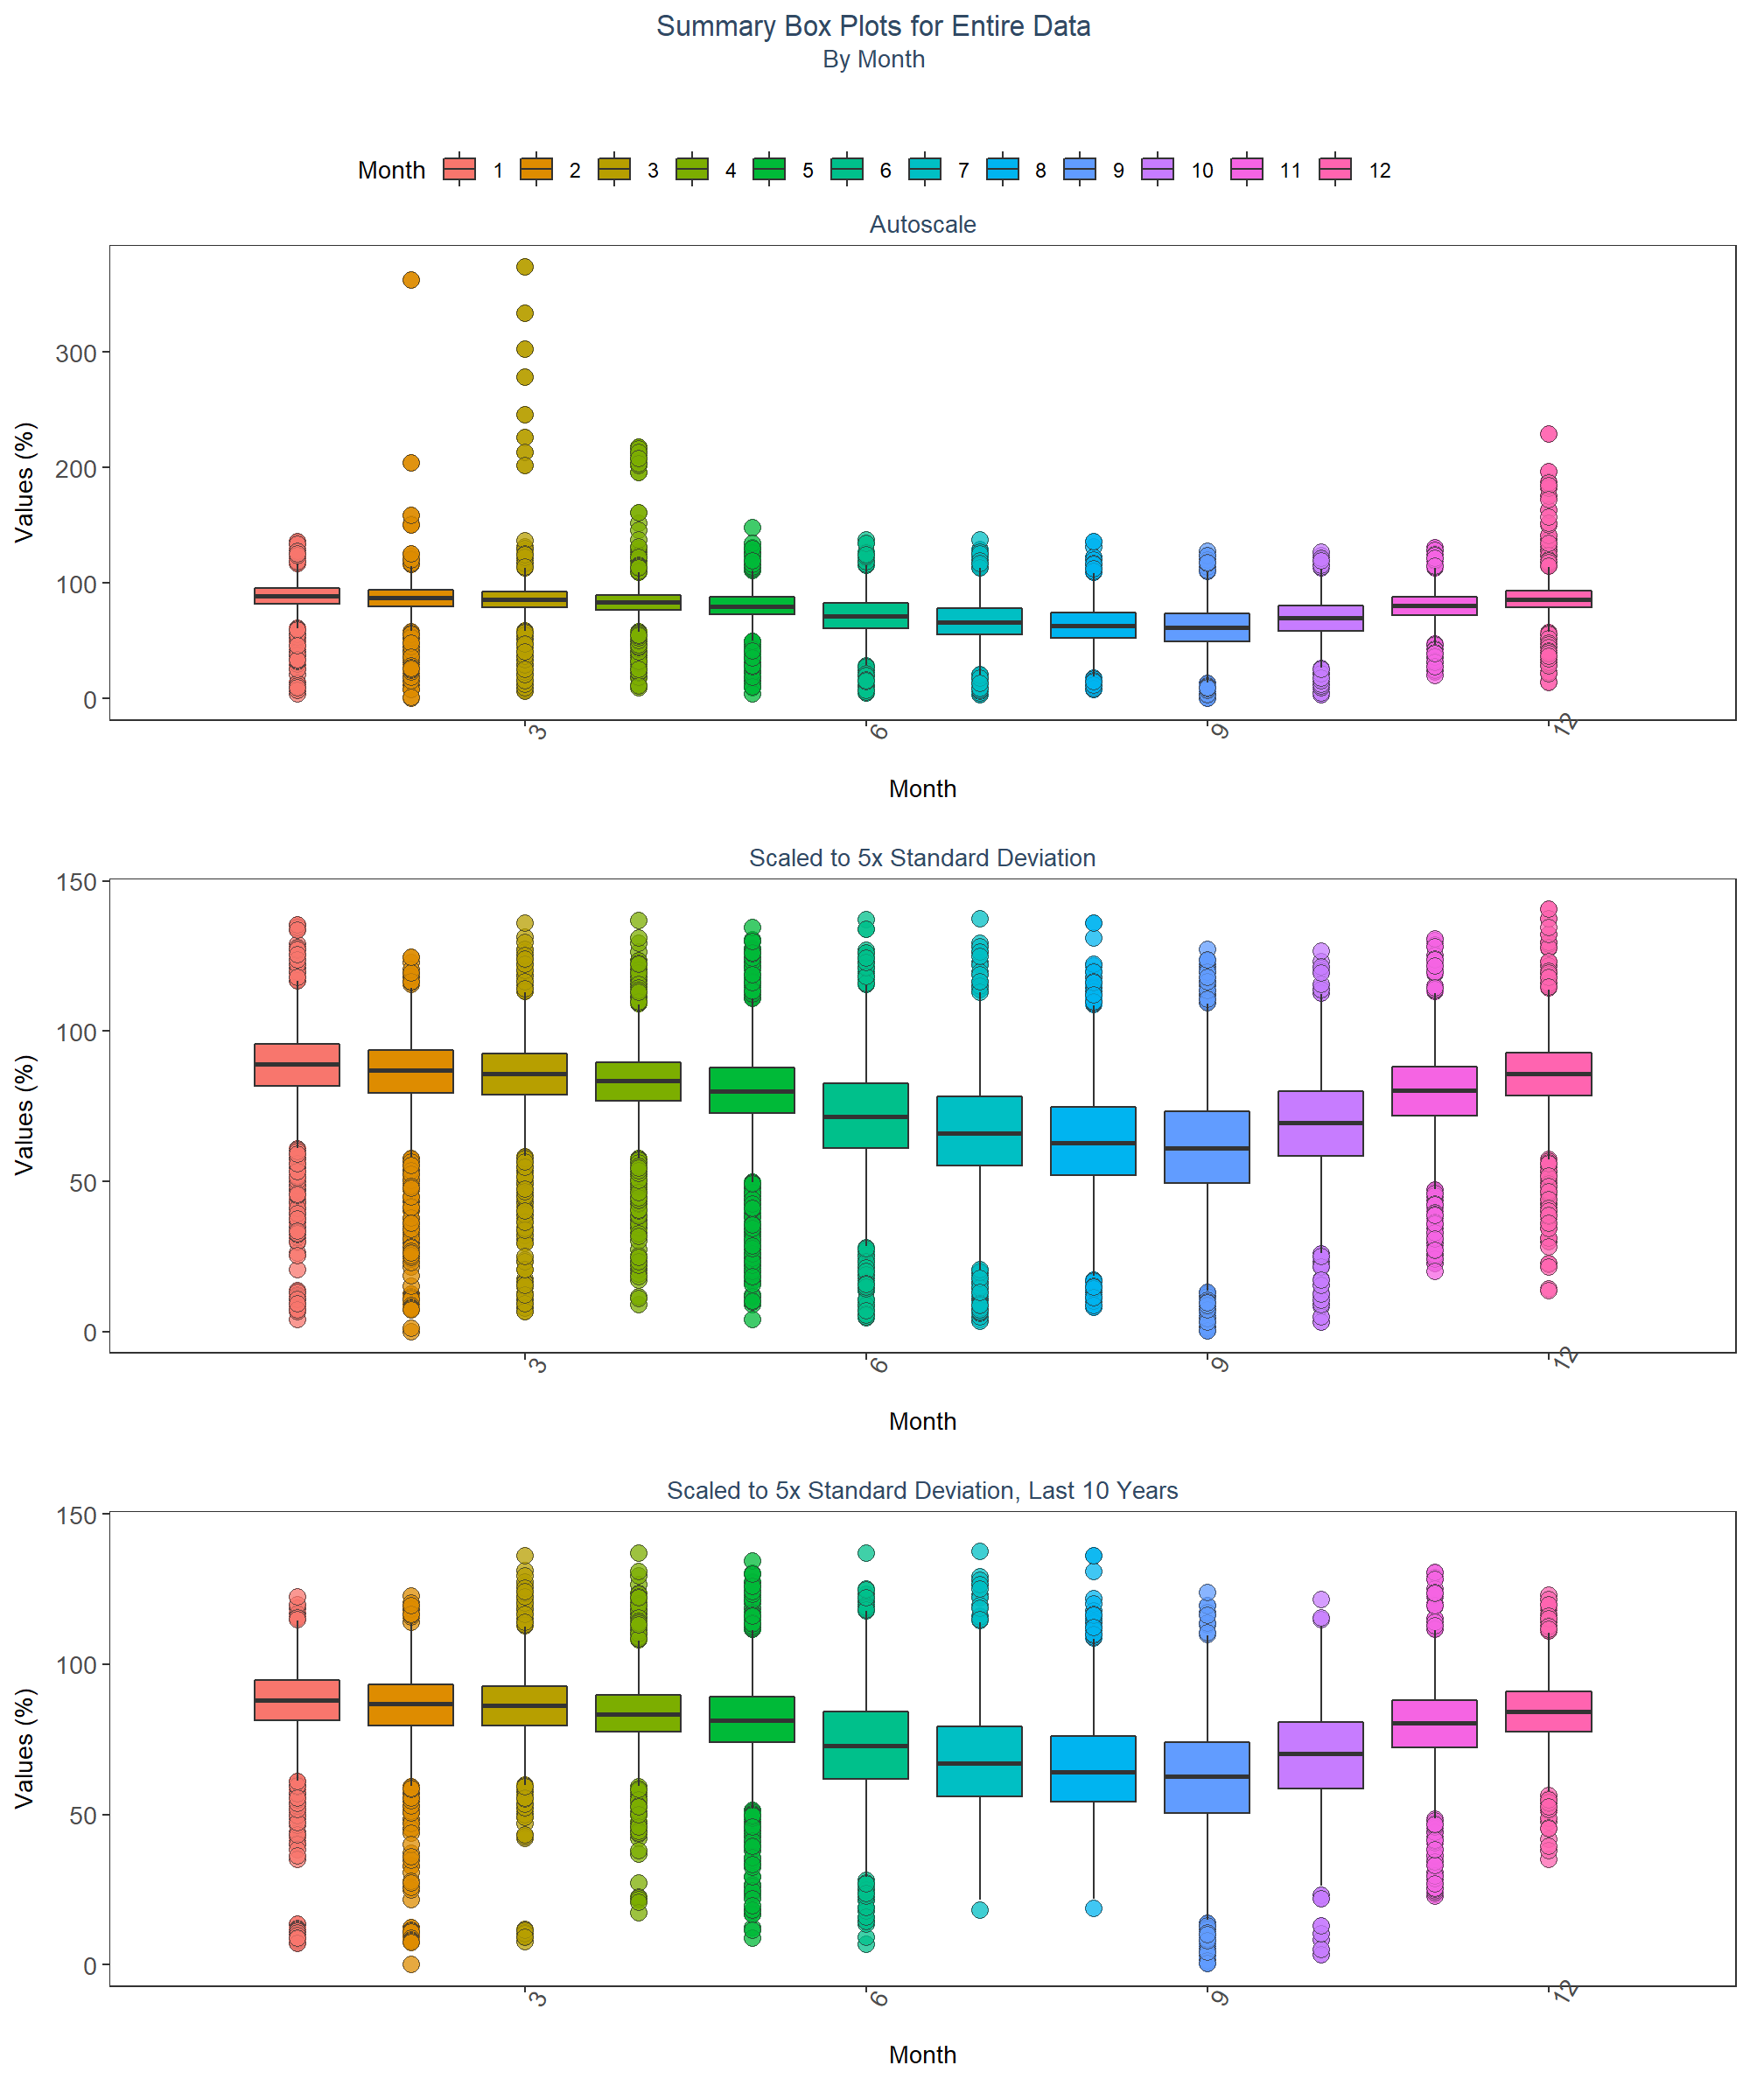 Summary Box Plots for Entire Data
By Month
Month 1 2 3 4 5 6 7 8 9 10 11 12
Autoscale
Values (%)
300
200
100
0
3 6 9 12
Month
Scaled to 5x Standard Deviation
Values (%)
150
100
50
0
3 6 9 12
Month
Scaled to 5x Standard Deviation, Last 10 Years
Values (%)
150
100
50
0
3 6 9 12
Month